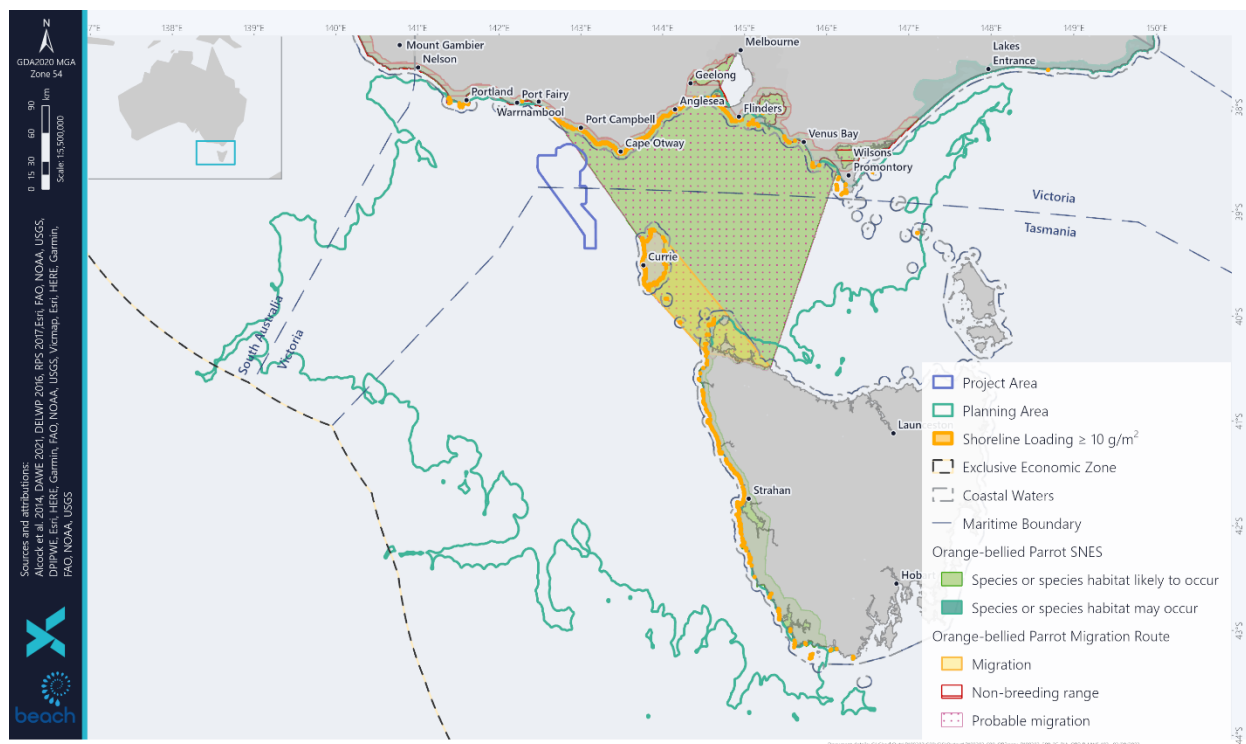 N
GDA2020 MGA
Zone 54
0 15 30 60 90
km
Scale: 1:5,500,000
Sources and attributions:
Alcock et al. 2014, DAWE 2021, DELWP 2016, RPS 2017.Esri, FAO, NOAA, USGS,
DPIPWE, Esri, HERE, Garmin, FAO, NOAA, USGS, Vicmap, Esri, HERE, Garmin,
FAO, NOAA, USGS
beach
7°E 138°E 139°E 140°E 141°E 142°E 143°E 144°E 145°E 146°E 147°E 148°E 149°E 150°E
38°S
39°S
40°S
41°S
42°S
43°S
44°S
Mount Gambier
Nelson
Portland
Port Fairy
Warrnambool
Port Campbell
Cape Otway
Anglesea
Geelong
Melbourne
Flinders
Venus Bay
Wilsons
Promontory
Lakes
Entrance
Victoria
Tasmania
South Australia
Victoria
Currie
Strahan
Launceston
Hobart
Project Area
Planning Area
Shoreline Loading ≥ 10 g/m²
Exclusive Economic Zone
Coastal Waters
Maritime Boundary
Orange-bellied Parrot SNES
Species or species habitat likely to occur
Species or species habitat may occur
Orange-bellied Parrot Migration Route
Migration
Non-breeding range
Probable migration